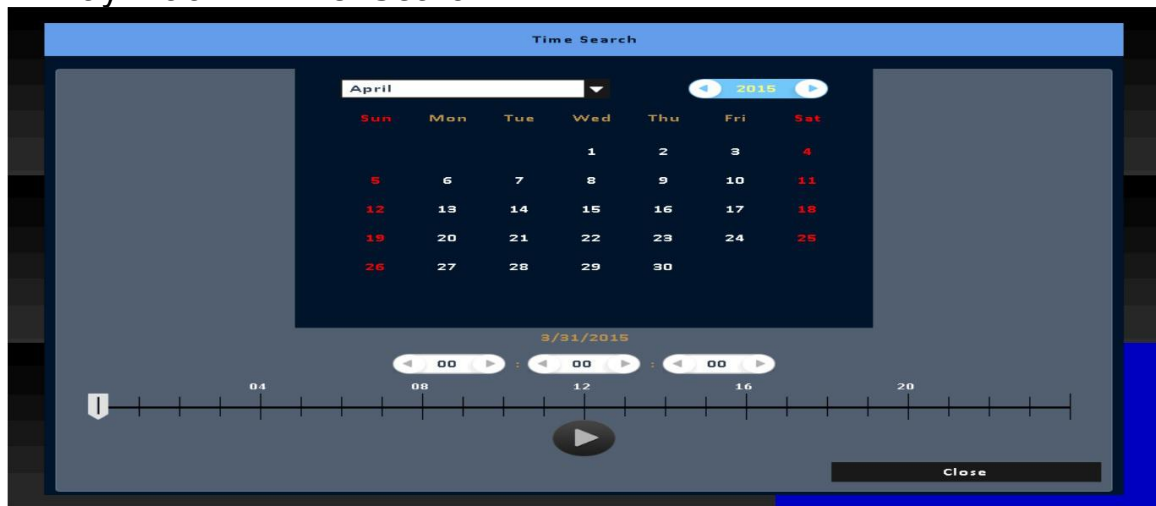 Time Search
April 2015
Sun Mon Tue Wed Thu Fri Sat
1 2 3 4
5 6 7 8 9 10 11
12 13 14 15 16 17 18
19 20 21 22 23 24 25
26 27 28 29 30
3/31/2015
00 : 00 : 00
04 08 12 16 20
Close